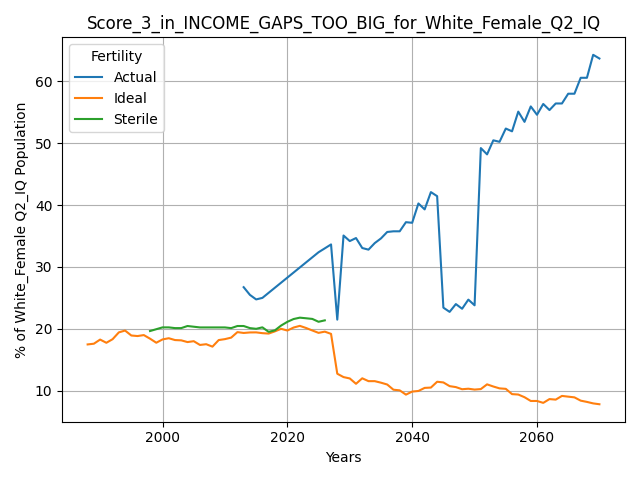 Score_3_in_INCOME_GAPS_TOO_BIG_for_White_Female_Q2_IQ
Fertility
Actual
Ideal
Sterile
% of White_Female Q2_IQ Population
60
50
40
30
20
10
2000
2020
2040
2060
Years